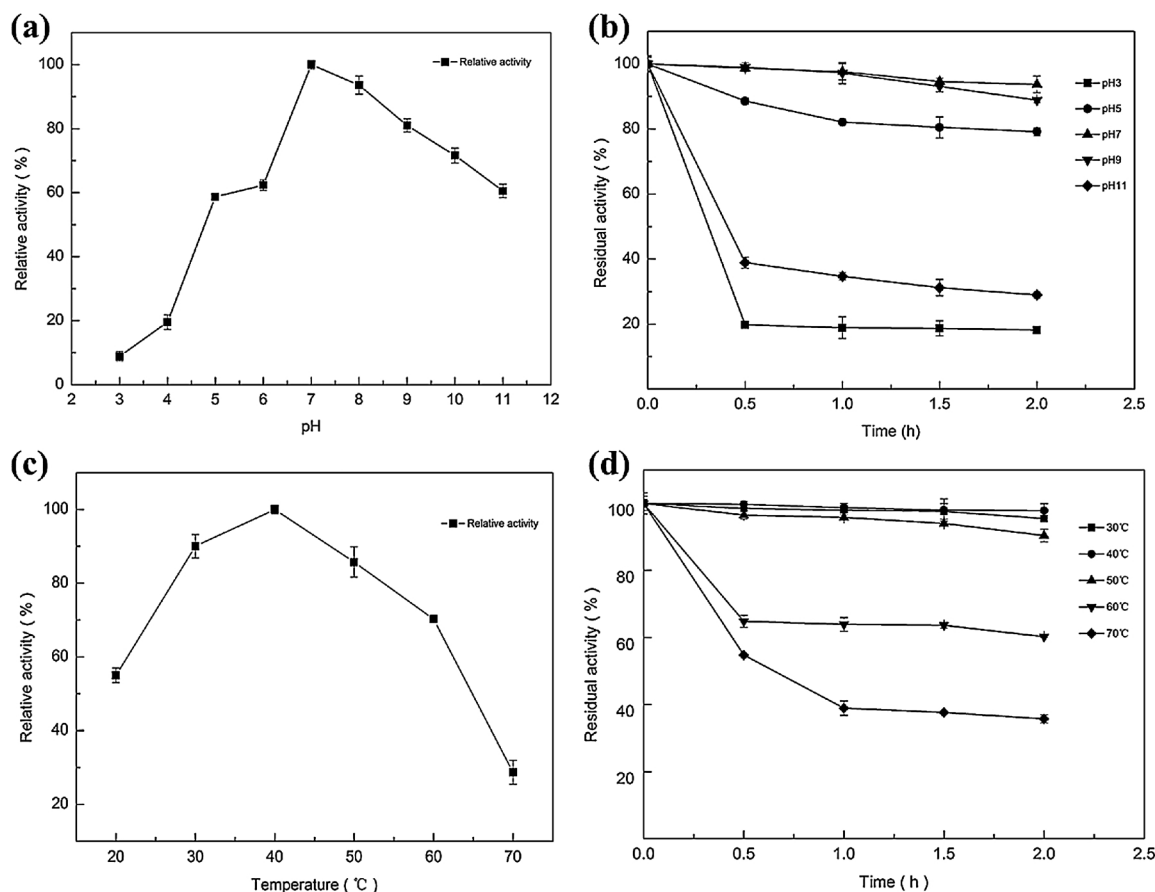 (a)
Relative activity
Relative activity ( % )
100
80
60
40
20
0
2 3 4 5 6 7 8 9 10 11 12
pH
(b)
pH3
pH5
pH7
pH9
pH11
Residual activity ( % )
100
80
60
40
20
0.0 0.5 1.0 1.5 2.0 2.5
Time (h)
(c)
Relative activity
Relative activity ( % )
100
80
60
40
20
20 30 40 50 60 70
Temperature ( ℃ )
(d)
30℃
40℃
50℃
60℃
70℃
Residual activity ( % )
100
80
60
40
20
0.0 0.5 1.0 1.5 2.0 2.5
Time ( h )